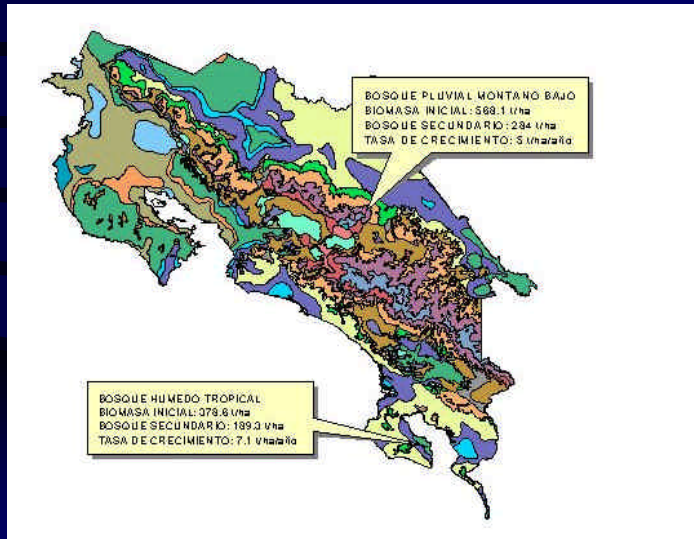 BOSQUE PLUVIAL MONTANO BAJO
BIOMASA INICIAL: 568.1 t/ha
BOSQUE SECUNDARIO: 284 t/ha
TASA DE CRECIMIENTO: 5 t/ha/año
BOSQUE HUMEDO TROPICAL
BIOMASA INICIAL: 378.6 t/ha
BOSQUE SECUNDARIO: 189.3 t/ha
TASA DE CRECIMIENTO: 7.1 t/ha/año